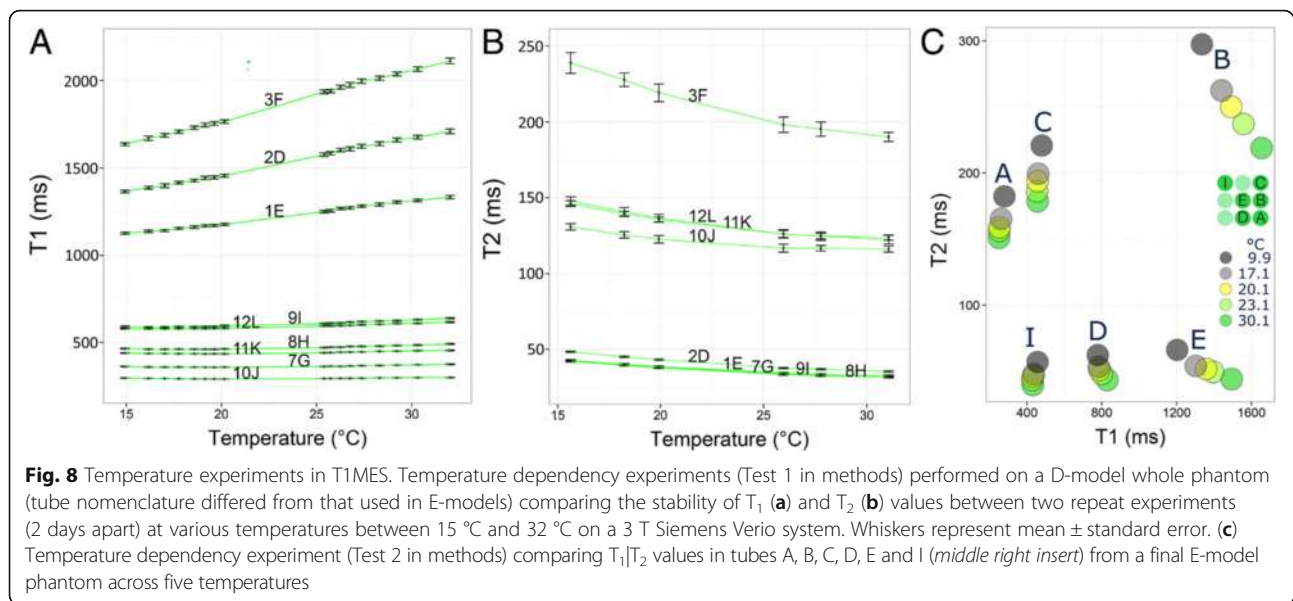 A
T1 (ms)
2000
1500
1000
500
3F
2D
1E
12L 9I
11K 8H
7G
10J
15 20 25 30
Temperature (°C)
B
T2 (ms)
250
200
150
100
50
3F
12L 11K
10J
2D 1E 7G 9I 8H
15 20 25 30
Temperature (°C)
C
T2 (ms)
300
200
100
B
C
A
I C
E B
D A
°C
9.9
17.1
20.1
23.1
30.1
I D E
400 800 1200 1600
T1 (ms)
Fig. 8 Temperature experiments in T1MES. Temperature dependency experiments (Test 1 in methods) performed on a D-model whole phantom
(tube nomenclature differed from that used in E-models) comparing the stability of T₁ (a) and T₂ (b) values between two repeat experiments
(2 days apart) at various temperatures between 15 °C and 32 °C on a 3 T Siemens Verio system. Whiskers represent mean ± standard error. (c)
Temperature dependency experiment (Test 2 in methods) comparing T₁|T₂ values in tubes A, B, C, D, E and I (middle right insert) from a final E-model
phantom across five temperatures